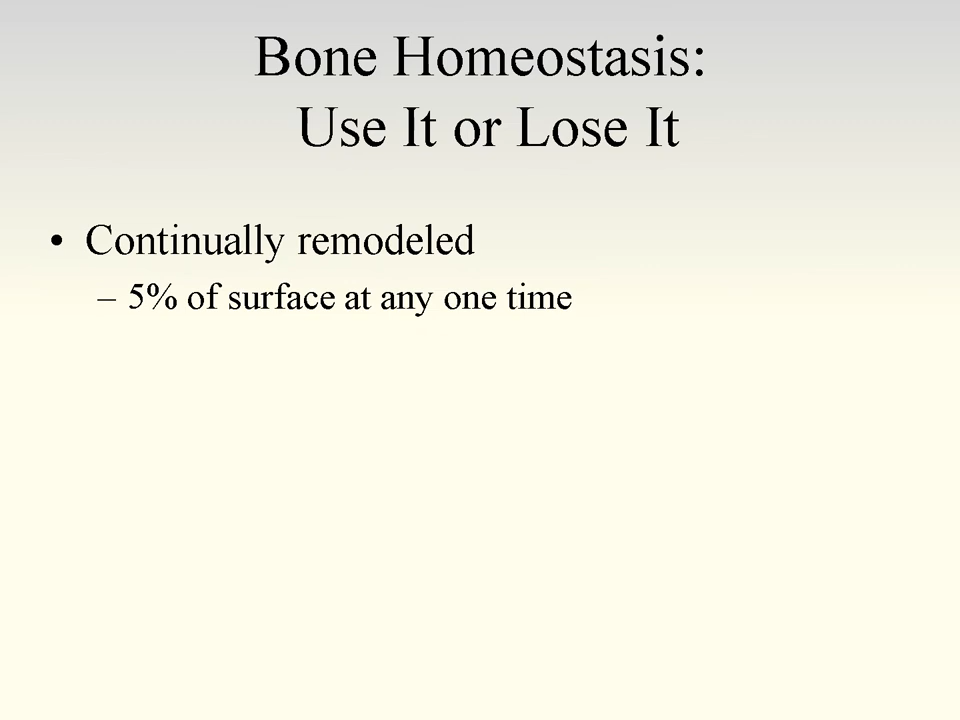 Bone Homeostasis:
Use It or Lose It
• Continually remodeled
– 5% of surface at any one time